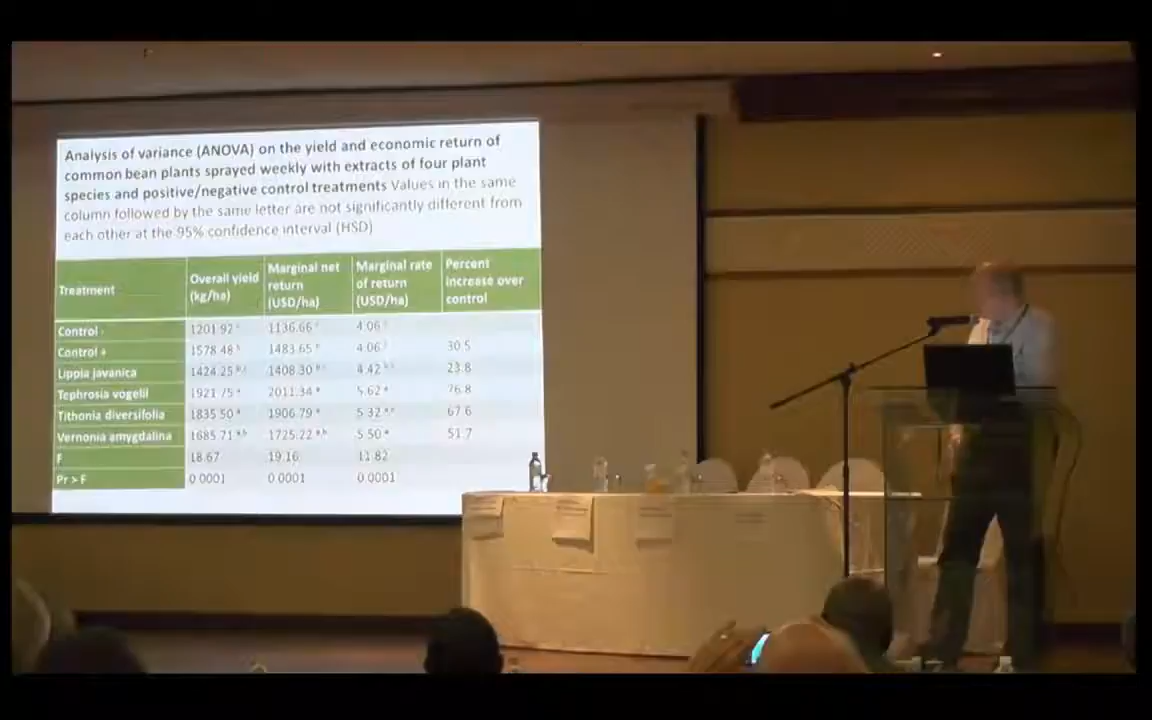 Analysis of variance (ANOVA) on the yield and economic return of
common bean plants sprayed weekly with extracts of four plant
species and positive/negative control treatments Values in the same
column followed by the same letter are not significantly different from
each other at the 95% confidence interval (HSD)
Treatment Overall yield (kg/ha) Marginal net return (USD/ha) Marginal rate of return (USD/ha) Percent increase over control
Control - 1201.92 1136.66 4.06
Control + 1578.48 1483.65 4.06 30.5
Lippia javanica 1424.25 1408.30 4.42 23.8
Tephrosia vogelii 1921.75 2011.34 5.62 76.8
Tithonia diversifolia 1835.50 1906.79 5.32 67.6
Vernonia amygdalina 1685.71 1725.22 5.50 51.7
F 18.67 19.16 11.82
Pr > F 0.0001 0.0001 0.0001